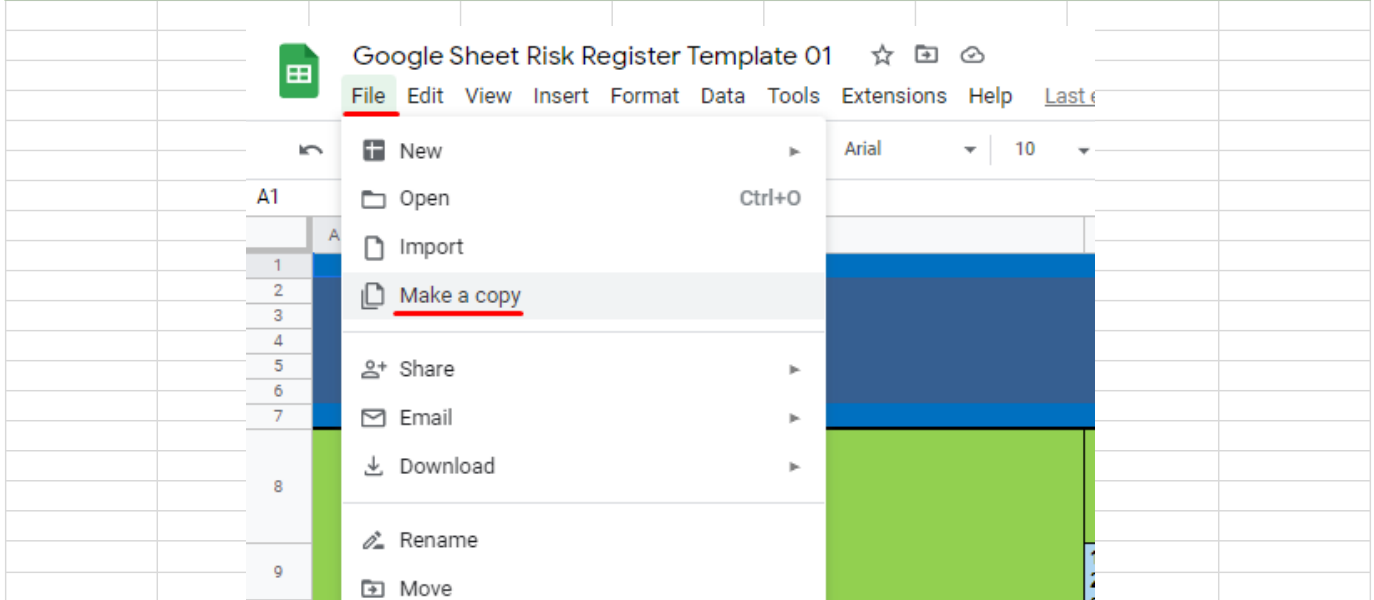 Google Sheet Risk Register Template 01
File Edit View Insert Format Data Tools Extensions Help Last
New
Arial 10
Open Ctrl+O
A1
Import
A
1
Make a copy
2
3
4
5
Share
6
Email
7
Download
8
Rename
9
Move